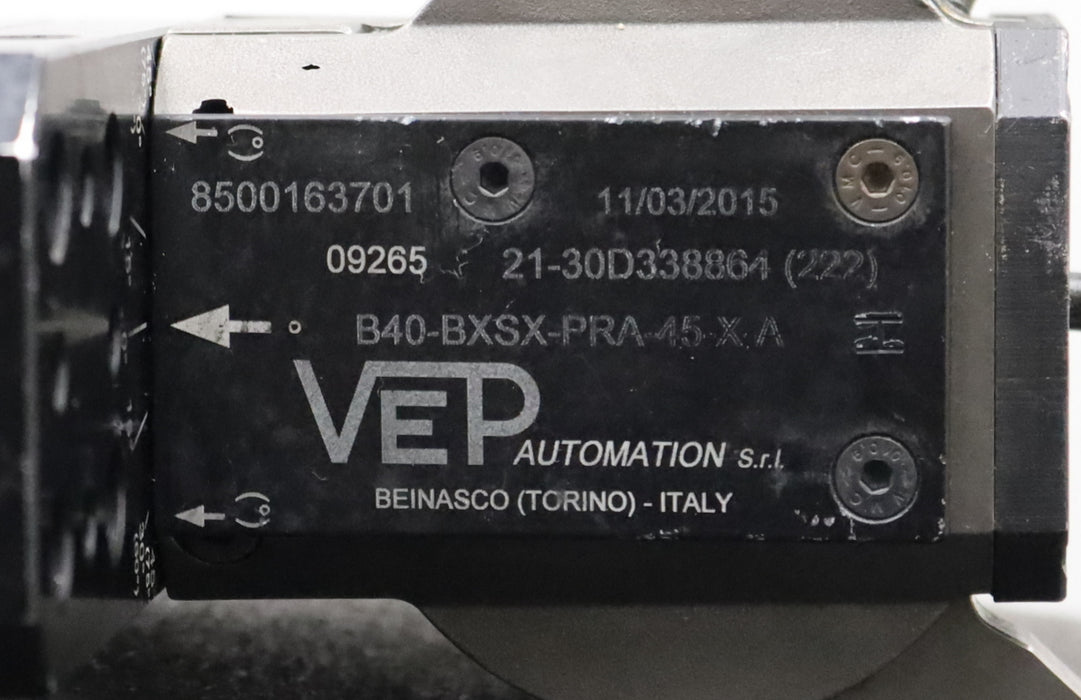 (°)
8500163701 11/03/2015
09265 21-30D338864 (222)
B40-BXSX-PRA-45-X-A
VEP AUTOMATION S.r.l.
BEINASCO (TORINO) - ITALY
(°)